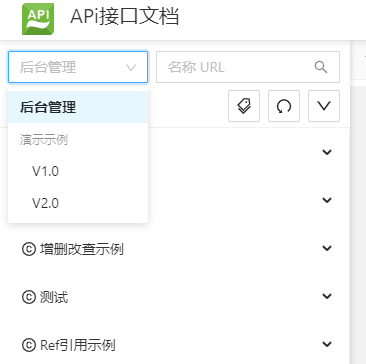 API
APi接口文档
后台管理
名称 URL
后台管理
演示示例
V1.0
V2.0
C 增删改查示例
C 测试
C Ref引用示例